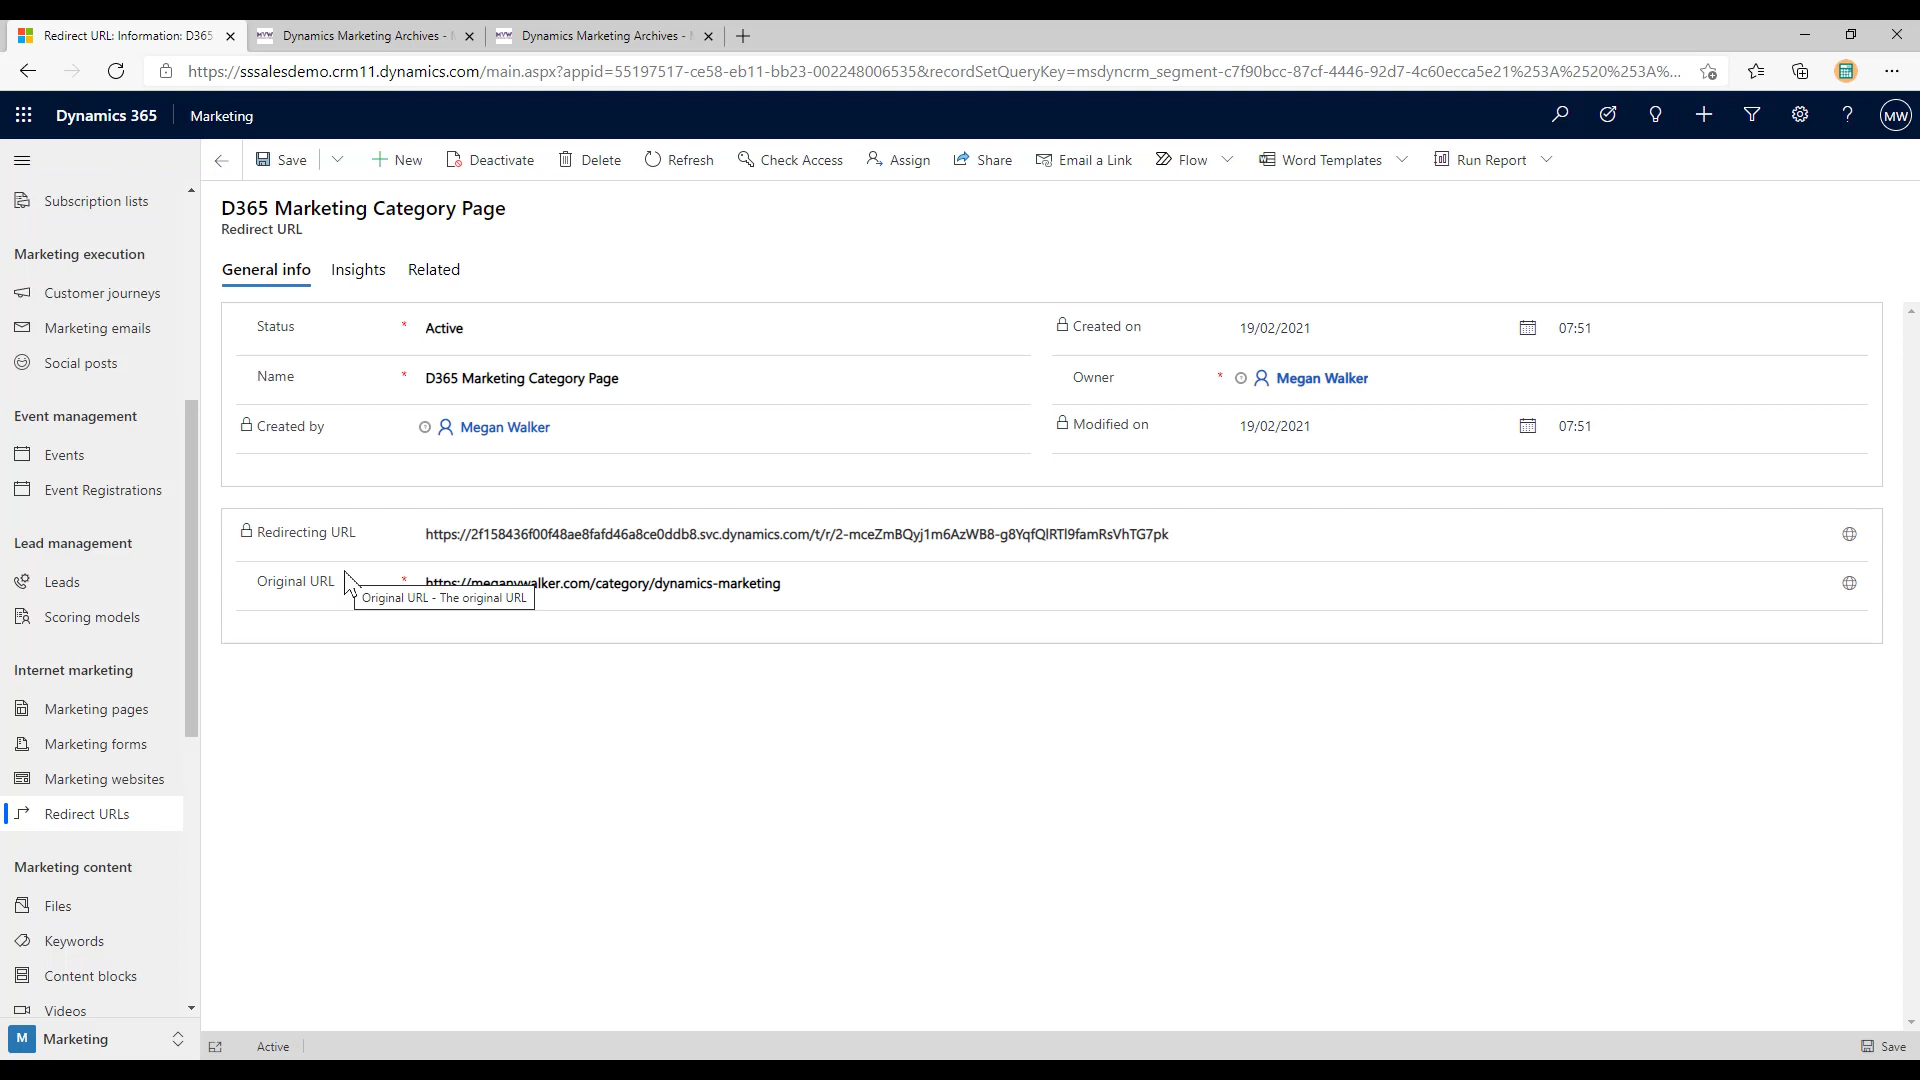 Redirect URL: Information: D365
Dynamics Marketing Archives -
Dynamics Marketing Archives -
https://sssalesdemo.crm11.dynamics.com/main.aspx?appid=55197517-ce58-eb11-bb23-002248006535&recordSetQueryKey=msdyncrm_segment-c7f90bcc-87cf-4446-92d7-4c60ecca5e21%253A%2520%253A%...
Dynamics 365
Marketing
MW
Save
New
Deactivate
Delete
Refresh
Check Access
Assign
Share
Email a Link
Flow
Word Templates
Run Report
Subscription lists
Marketing execution
Customer journeys
Marketing emails
Social posts
Event management
Events
Event Registrations
Lead management
Leads
Scoring models
Internet marketing
Marketing pages
Marketing forms
Marketing websites
Redirect URLs
Marketing content
Files
Keywords
Content blocks
Videos
M Marketing
D365 Marketing Category Page
Redirect URL
General info
Insights
Related
Status * Active
Created on 19/02/2021 07:51
Name * D365 Marketing Category Page
Owner * Megan Walker
Created by Megan Walker
Modified on 19/02/2021 07:51
Redirecting URL https://2f158436f00f48ae8fafd46a8ce0ddb8.svc.dynamics.com/t/r/2-mceZmBQyj1m6AzWB8-g8YqfQlRTl9famRsVhTG7pk
Original URL * https://meganvwalker.com/category/dynamics-marketing
Original URL - The original URL
Active
Save